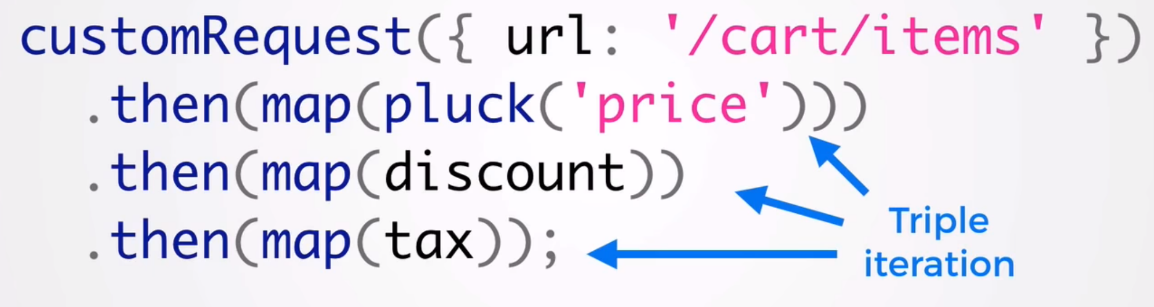 customRequest({ url: '/cart/items' })
.then(map(pluck('price')))
.then(map(discount))
.then(map(tax));
Triple
iteration